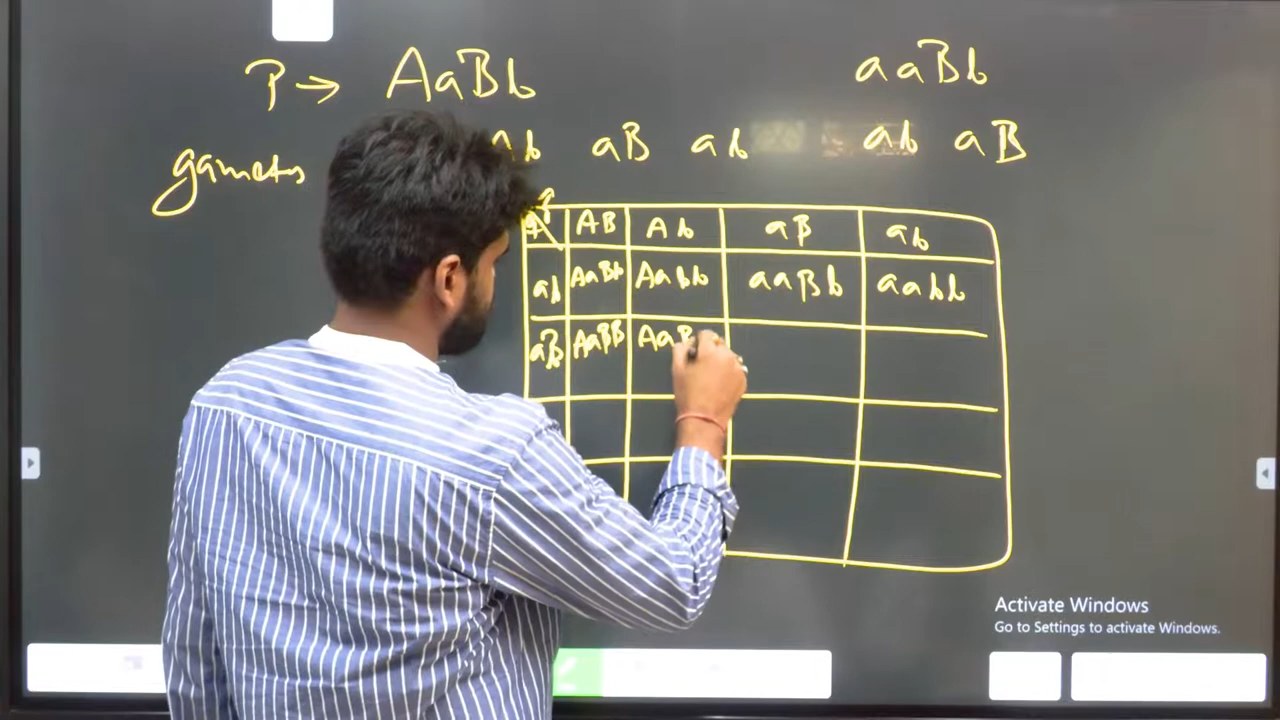 P → AaBb aaBb
gametes Ab aB ab ab aB
AB Ab aB ab
ab AaBb Aabb aaBb aabb
aB AaBB AaB
Activate Windows
Go to Settings to activate Windows.